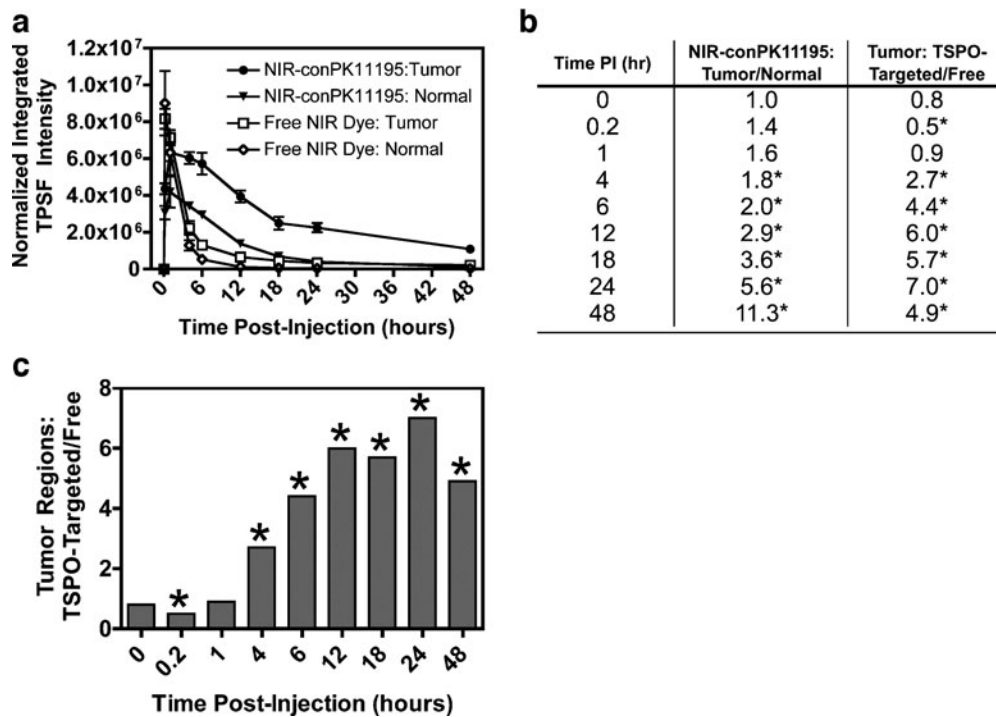 a
Normalized Integrated
TPSF Intensity
1.2x10⁷
1.0x10⁷
8.0x10⁶
6.0x10⁶
4.0x10⁶
2.0x10⁶
0
NIR-conPK11195:Tumor
NIR-conPK11195: Normal
Free NIR Dye: Tumor
Free NIR Dye: Normal
0 6 12 18 24 30 36 42 48
Time Post-Injection (hours)
b
Time PI (hr) NIR-conPK11195: Tumor/Normal Tumor: TSPO-Targeted/Free
0 1.0 0.8
0.2 1.4 0.5*
1 1.6 0.9
4 1.8* 2.7*
6 2.0* 4.4*
12 2.9* 6.0*
18 3.6* 5.7*
24 5.6* 7.0*
48 11.3* 4.9*
c
Tumor Regions:
TSPO-Targeted/Free
8
6
4
2
0
* * * * * * *
0 0.2 1 4 6 12 18 24 48
Time Post-Injection (hours)